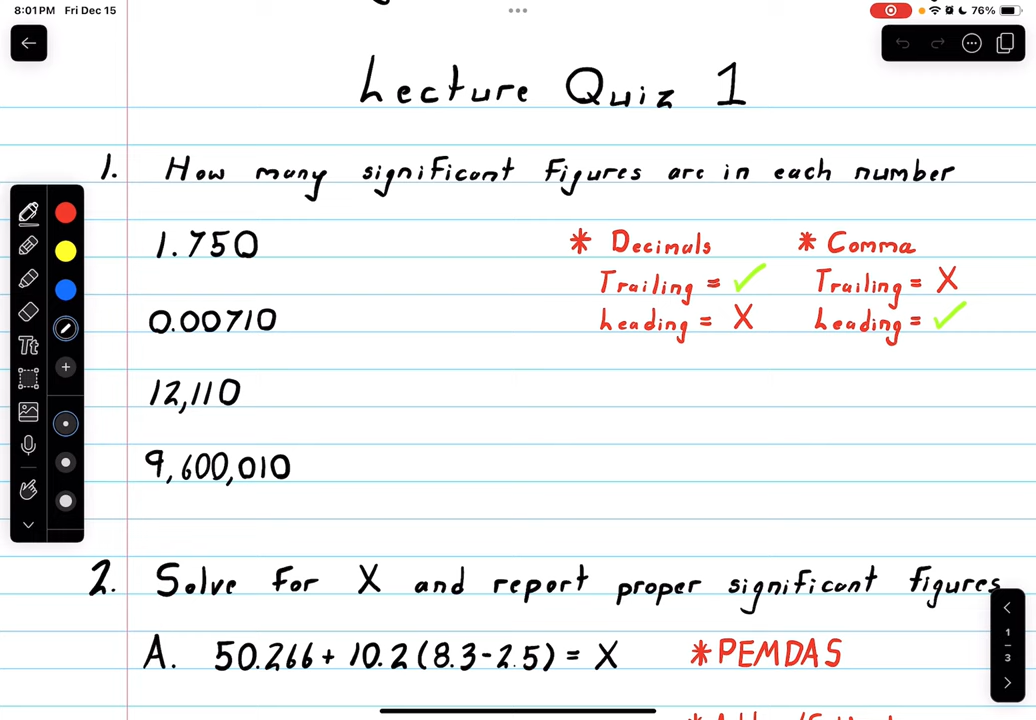 8:01 PM Fri Dec 15 76%
Lecture Quiz 1
1. How many significant Figures are in each number
1.750
* Decimals * Comma
Trailing = ✓ Trailing = X
Leading = X Leading = ✓
0.00710
12,110
9,600,010
2. Solve for X and report proper significant figures
A. 50.266 + 10.2 (8.3 - 2.5) = X * PEMDAS
Tt
1
3